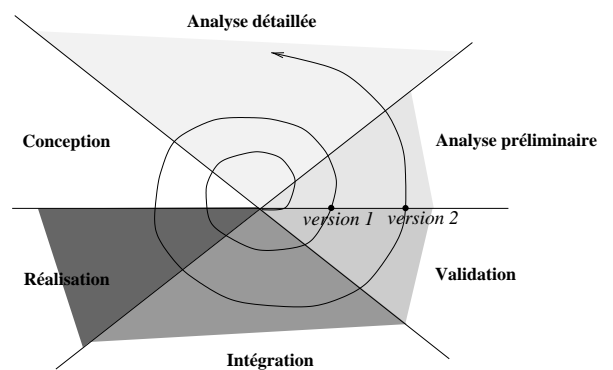 Analyse détaillée
Conception
Analyse préliminaire
version 1
version 2
Réalisation
Validation
Intégration